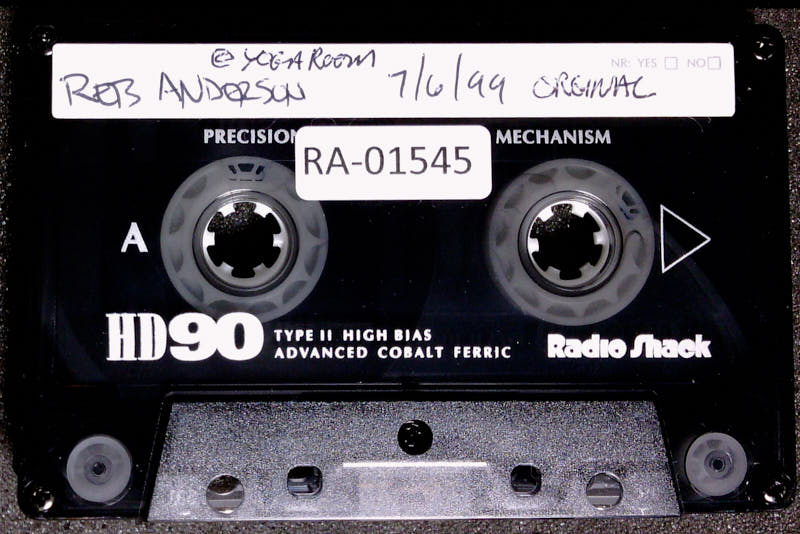 @ YOGA ROOM
REB ANDERSON 7/6/99 ORGINAL
NR: YES NO
PRECISION MECHANISM
RA-01545
A
HD90 TYPE II HIGH BIAS
ADVANCED COBALT FERRIC
Radio Shack